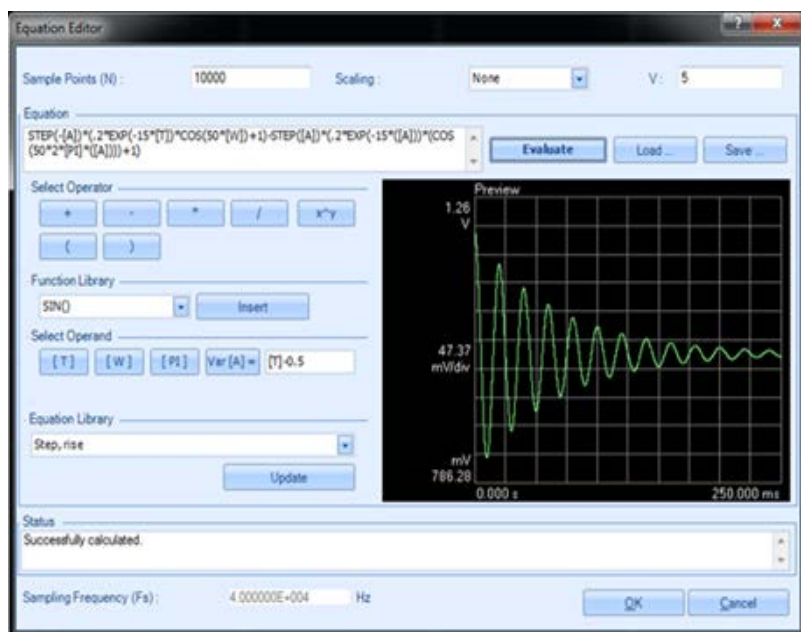 Equation Editor
Sample Points (N) : 10000 Scaling : None V: 5
Equation
STEP(-[A])*(.2*EXP(-15*[T])*COS(50*[W])+1)-STEP([A])*(.2*EXP(-15*([A]))*(COS
(50*2*[PI]*([A])))+1)
Evaluate Load ... Save ...
Select Operator
+ - * / x^y
( )
Function Library
SIN() Insert
Select Operand
[ T ] [ W ] [ PI ] Var [A] = [T]-0.5
Equation Library
Step, rise
Update
Preview
1.26
V
47.37
mV/div
mV
786.28
0.000 s 250.000 ms
Status
Successfully calculated.
Sampling Frequency (Fs) : 4.000000E+004 Hz
OK Cancel